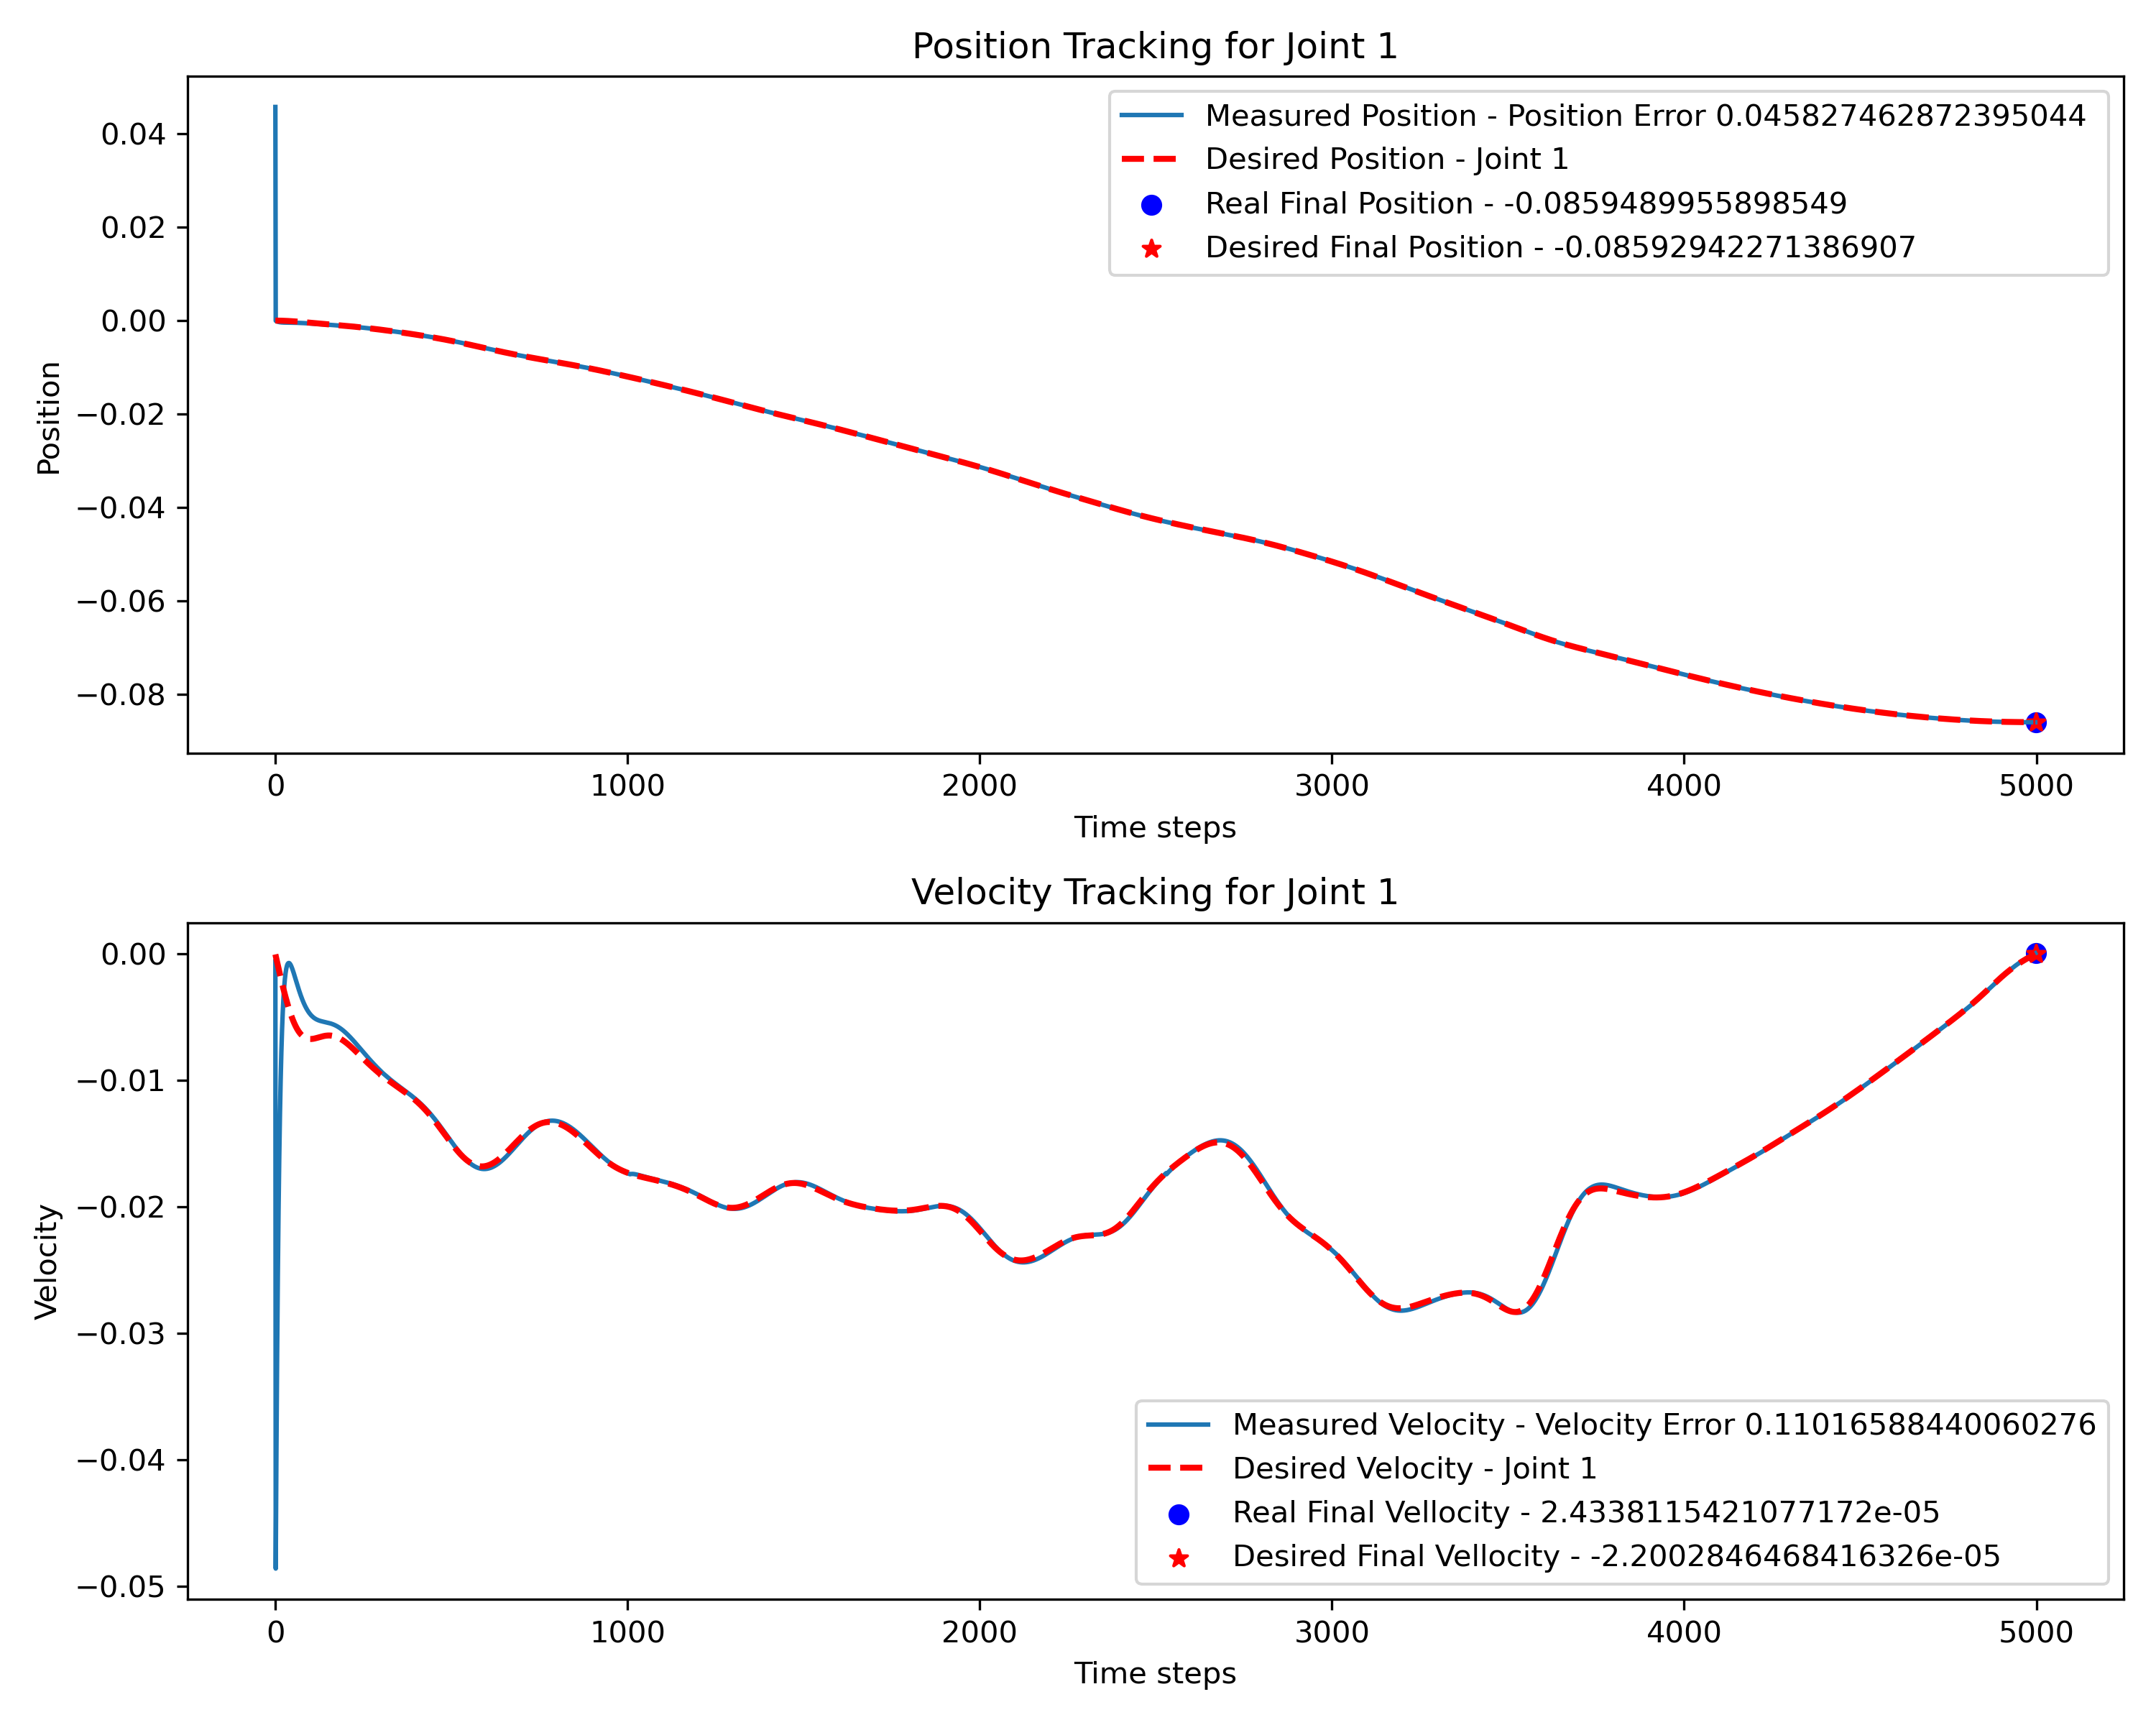 Position Tracking for Joint 1
Measured Position - Position Error 0.045827462872395044
Desired Position - Joint 1
Real Final Position - -0.0859489955898549
Desired Final Position - -0.08592942271386907
0.04
0.02
0.00
−0.02
−0.04
−0.06
−0.08
Position
0 1000 2000 3000 4000 5000
Time steps
Velocity Tracking for Joint 1
0.00
−0.01
−0.02
−0.03
−0.04
−0.05
Velocity
Measured Velocity - Velocity Error 0.11016588440060276
Desired Velocity - Joint 1
Real Final Vellocity - 2.4338115421077172e-05
Desired Final Vellocity - -2.2002846468416326e-05
0 1000 2000 3000 4000 5000
Time steps